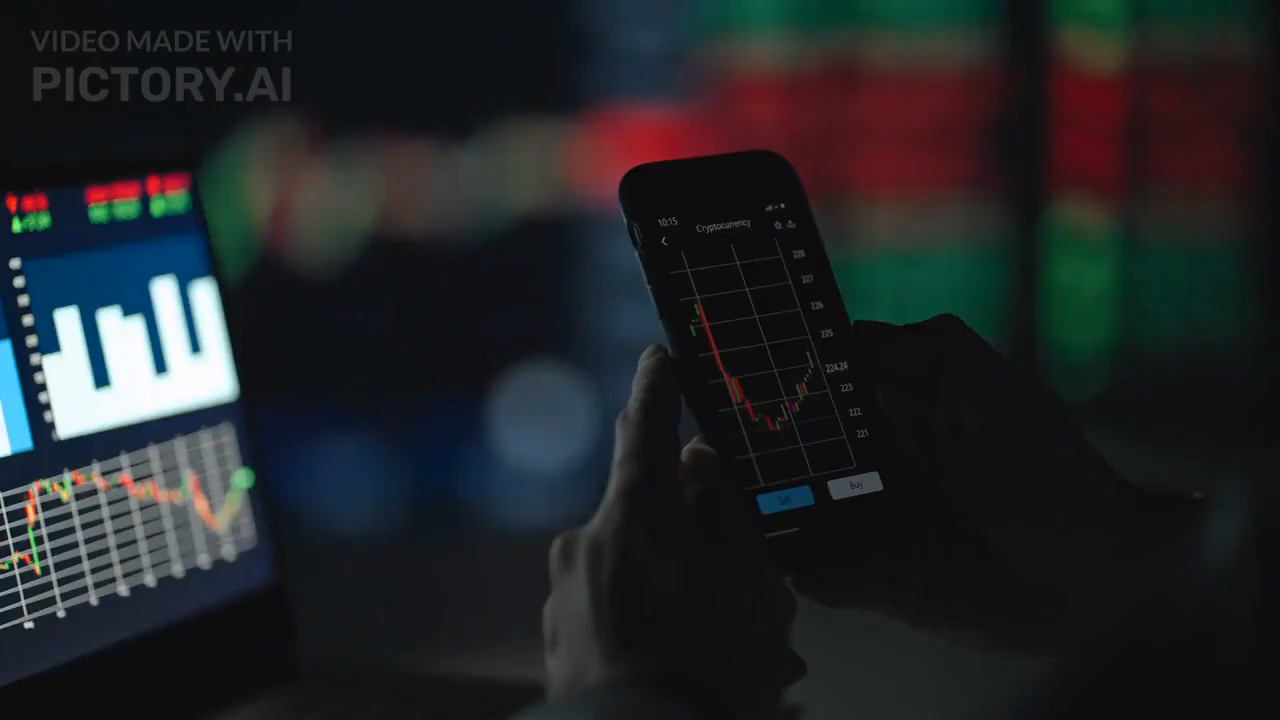 VIDEO MADE WITH
PICTORY.AI
10:15
Cryptocurrency
228
227
226
225
224.24
223
222
221
Sell
Buy